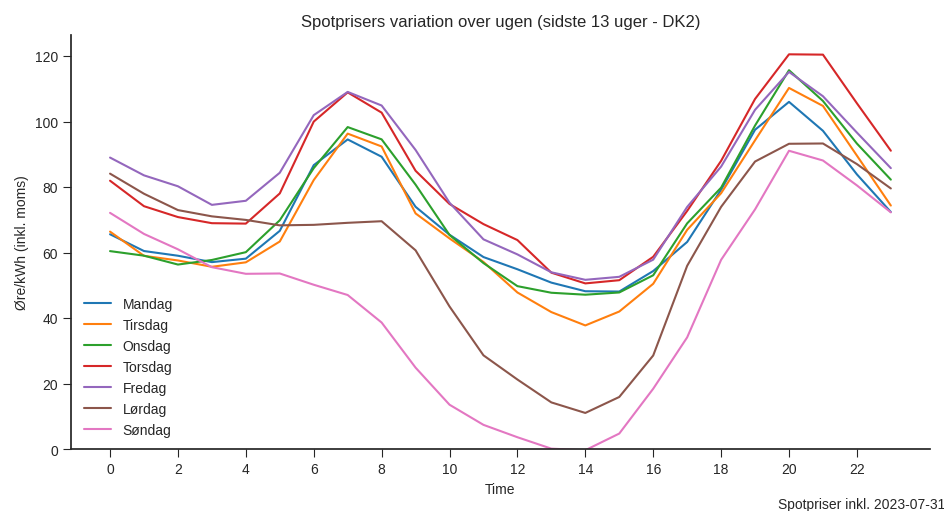 Spotprisers variation over ugen (sidste 13 uger - DK2)
Øre/kWh (inkl. moms)
120
100
80
60
40
20
0
Mandag
Tirsdag
Onsdag
Torsdag
Fredag
Lørdag
Søndag
0 2 4 6 8 10 12 14 16 18 20 22
Time
Spotpriser inkl. 2023-07-31